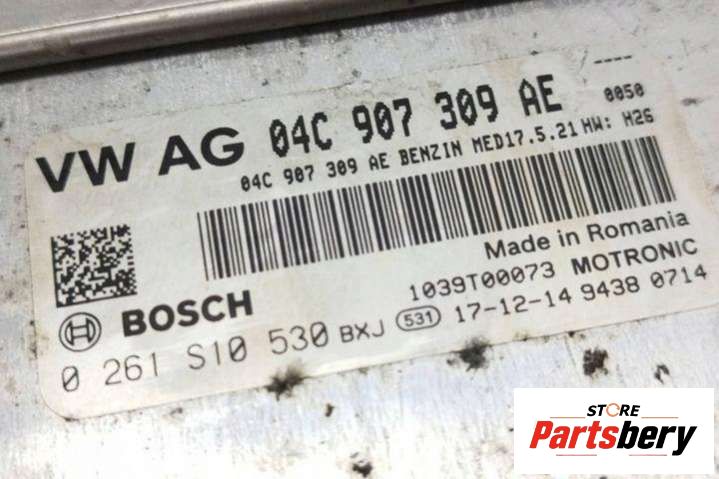 VW AG 04C 907 309 AE ---- 0050
04C 907 309 AE BENZIN MED17.5.21 HW: H26
Made in Romania
BOSCH 1039T00073 MOTRONIC
0 261 S10 530 BXJ 531 17-12-14 9438 0714
STORE
Partsbery